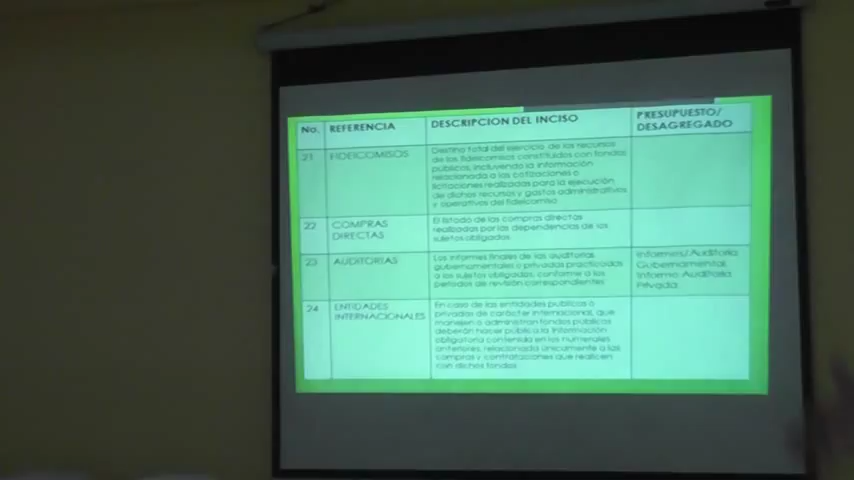 No. REFERENCIA DESCRIPCION DEL INCISO PRESUPUESTO/
DESAGREGADO
21 FIDEICOMISOS Destino total del ejercicio de los recursos
de los fideicomisos constituidos con fondos
públicos, incluyendo la información
relacionada a las cotizaciones o
licitaciones realizadas para la ejecución
de dichos recursos y gastos administrativos
y operativos del fideicomiso
22 COMPRAS
DIRECTAS
El listado de las compras directas
realizadas por las dependencias de los
sujetos obligados.
23 AUDITORIAS Los informes finales de las auditorias
gubernamentales o privadas practicadas
a los sujetos obligados, conforme a los
periodos de revisión correspondientes
Informes/Auditoria
Gubernamental
Informe Auditoria
Privada
24 ENTIDADES
INTERNACIONALES
En caso de las entidades publicas o
privadas de carácter internacional, que
manejen o administren fondos públicos
deberán hacer pública la información
obligatoria contenida en los numerales
anteriores, relacionada únicamente a las
compras y contrataciones que realicen
con dichos fondos